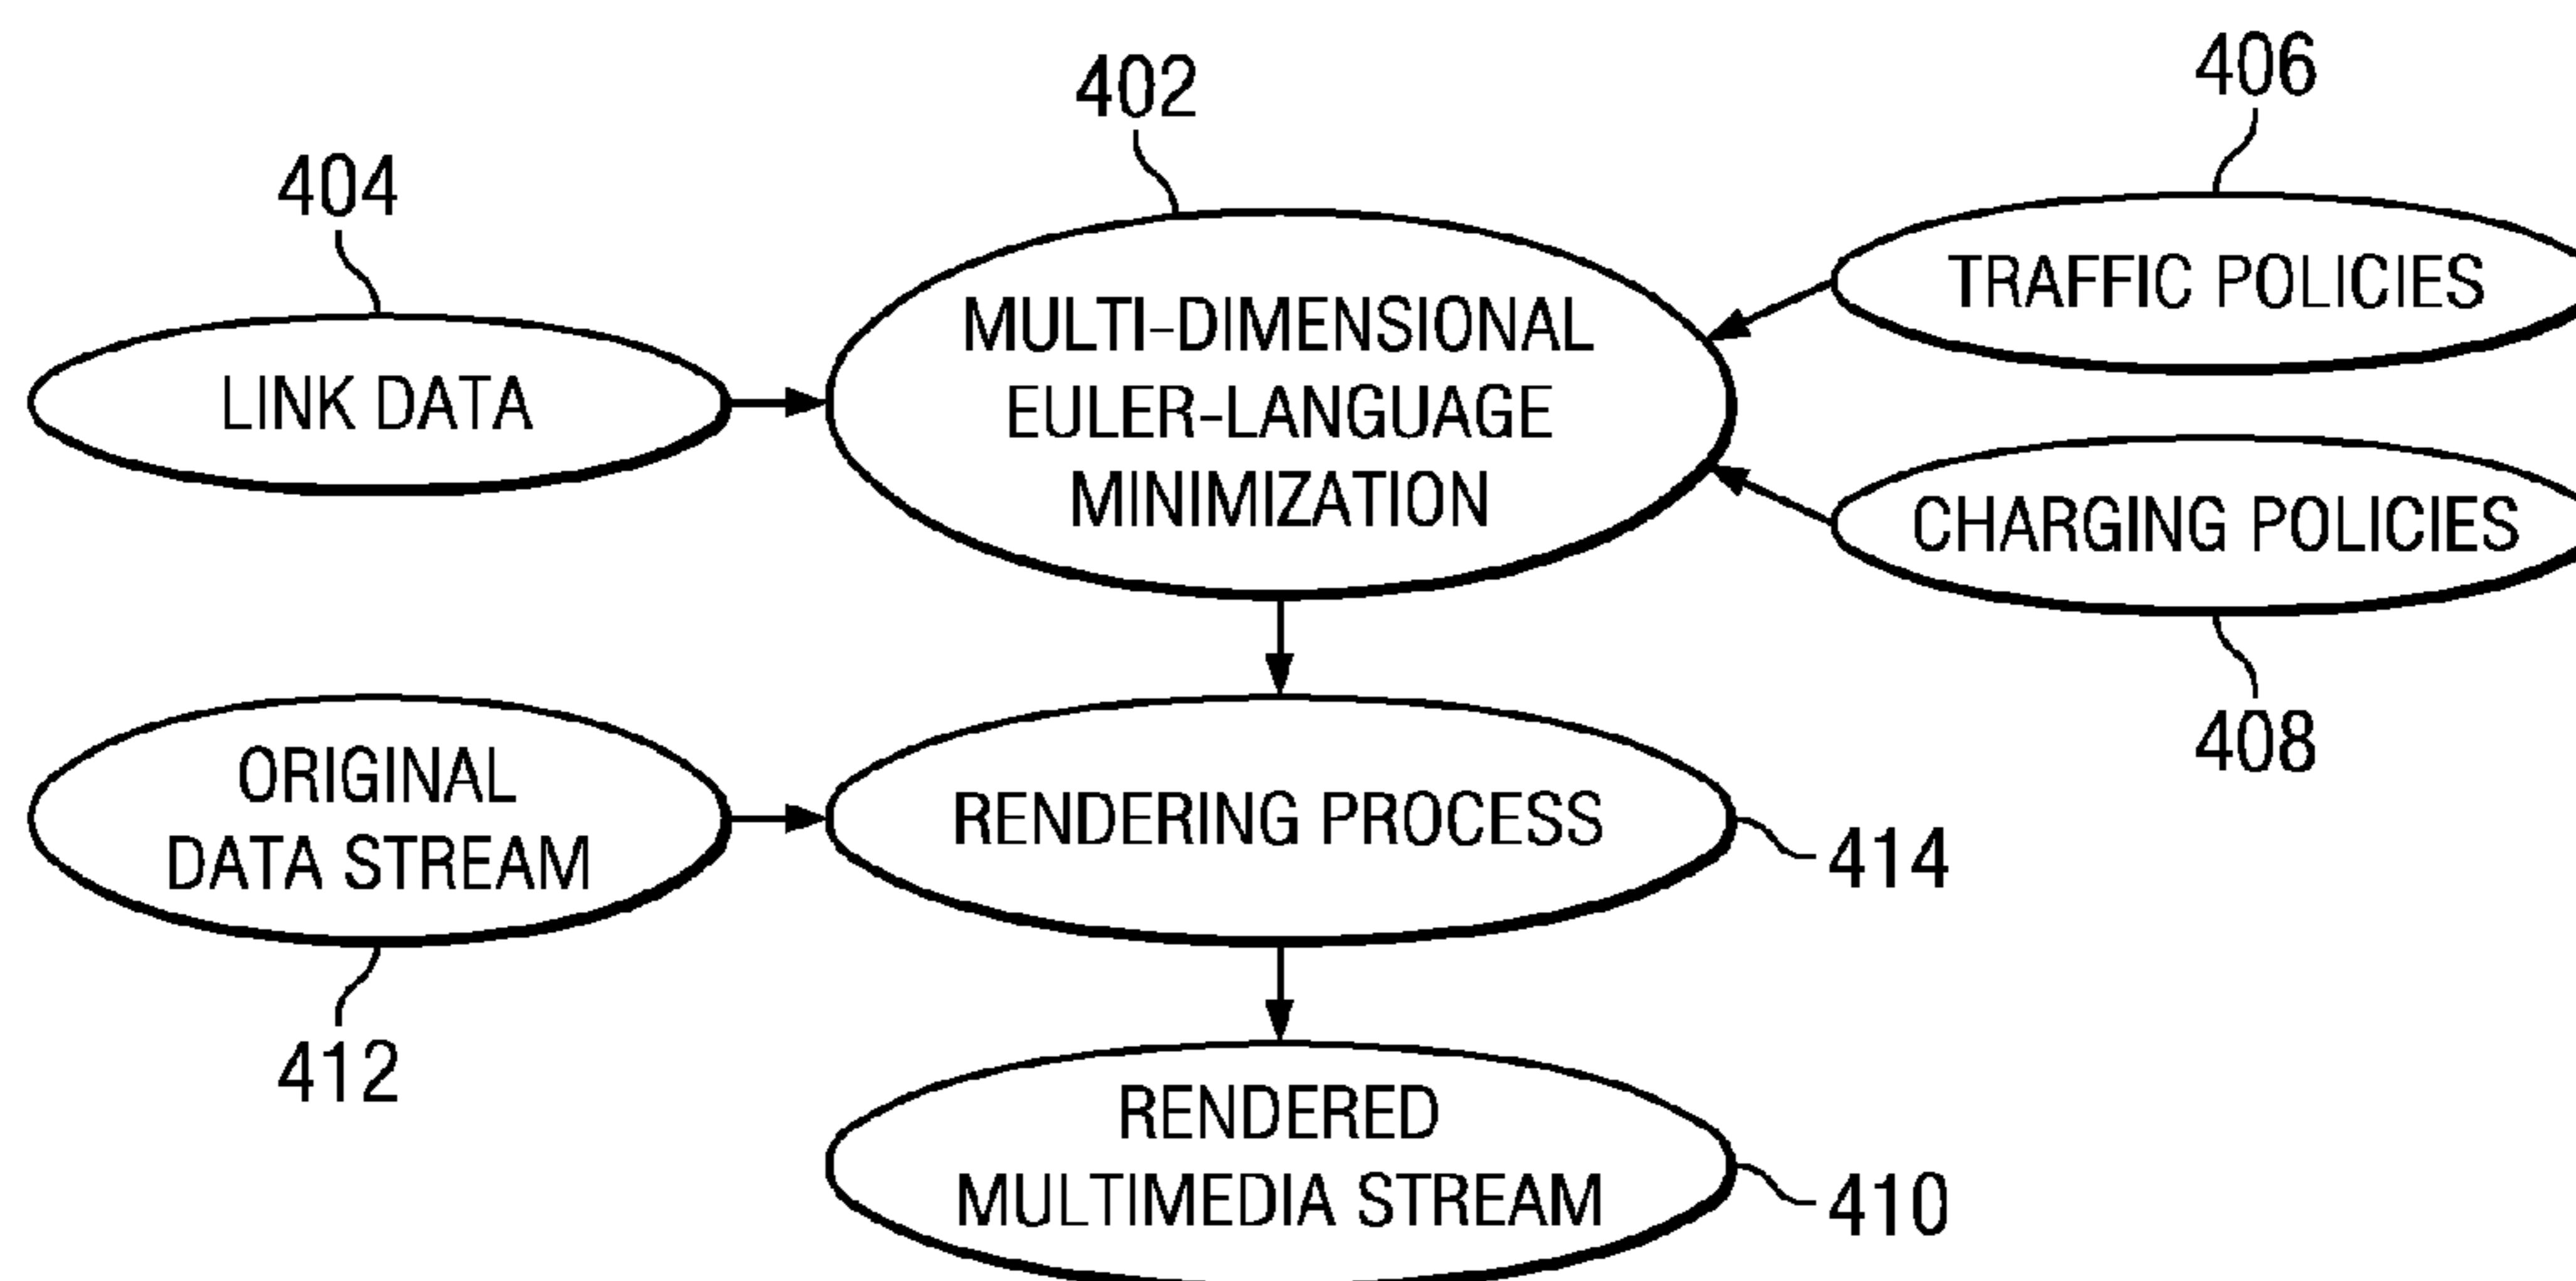 406
402
404
TRAFFIC POLICIES
MULTI-DIMENSIONAL
EULER-LANGUAGE
MINIMIZATION
LINK DATA
CHARGING POLICIES
408
ORIGINAL
DATA STREAM
RENDERING PROCESS
414
412
RENDERED
MULTIMEDIA STREAM
410